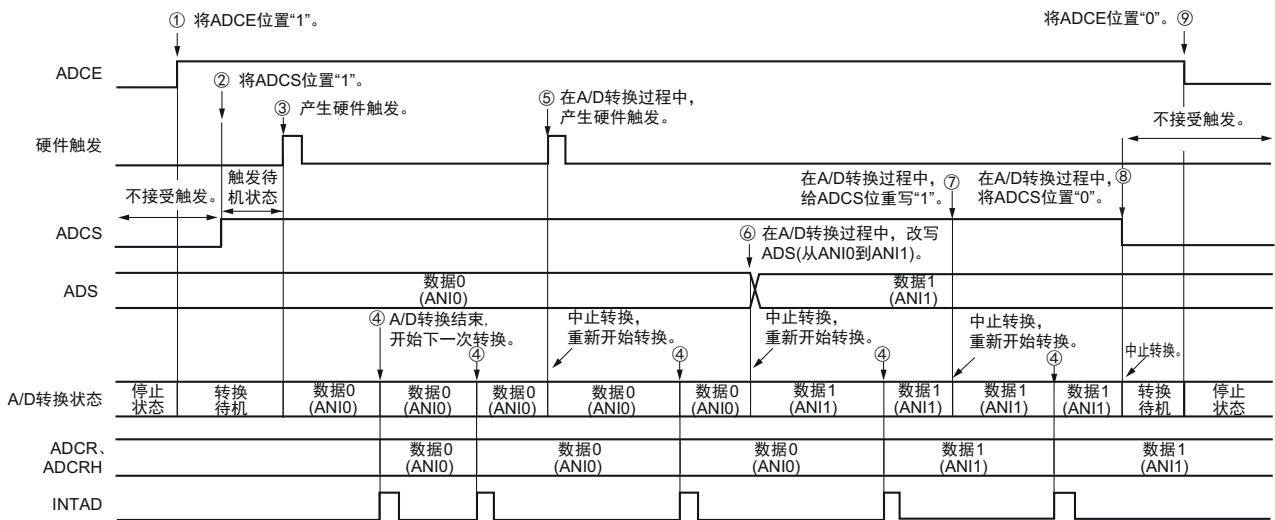 ① 将ADCE位置“1”。
将ADCE位置“0”。⑨
ADCE
② 将ADCS位置“1”。
③ 产生硬件触发。
⑤ 在A/D转换过程中，
产生硬件触发。
不接受触发。
硬件触发
不接受触发。
触发待
机状态
在A/D转换过程中，⑦
给ADCS位重写“1”。
在A/D转换过程中，⑧
将ADCS位置“0”。
ADCS
⑥ 在A/D转换过程中，改写
ADS(从ANI0到ANI1)。
ADS
数据0
(ANI0)
数据1
(ANI1)
④ A/D转换结束,
开始下一次转换。
④
中止转换，
重新开始转换。
④
中止转换，
重新开始转换。
④
中止转换，
重新开始转换。
④
中止转换。
A/D转换状态
停止
状态
转换
待机
数据0
(ANI0)
数据0
(ANI0)
数据0
(ANI0)
数据0
(ANI0)
数据0
(ANI0)
数据1
(ANI1)
数据1
(ANI1)
数据1
(ANI1)
数据1
(ANI1)
转换
待机
停止
状态
ADCR、
ADCRH
数据0
(ANI0)
数据0
(ANI0)
数据0
(ANI0)
数据1
(ANI1)
数据1
(ANI1)
INTAD